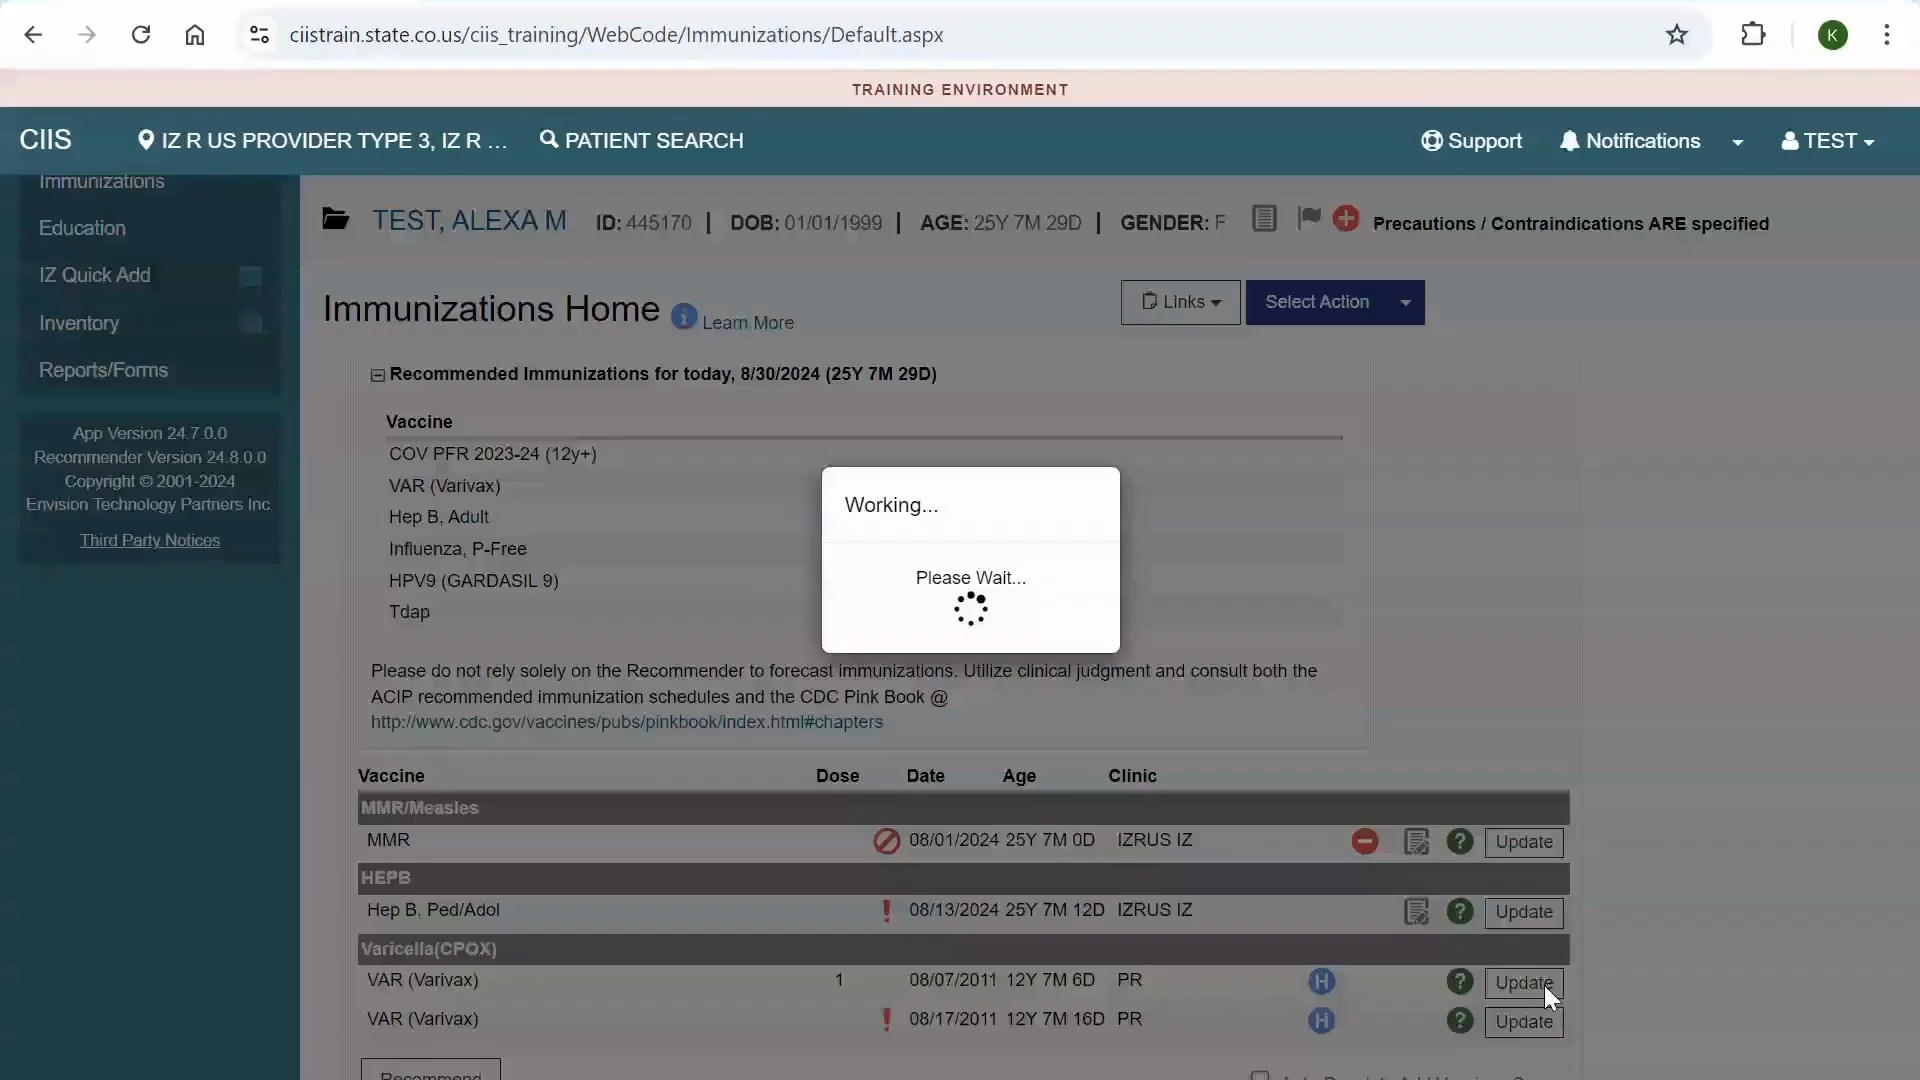 ciistrain.state.co.us/ciis_training/WebCode/Immunizations/Default.aspx
K
TRAINING ENVIRONMENT
CIIS
IZ R US PROVIDER TYPE 3, IZ R ...
PATIENT SEARCH
Support
Notifications
TEST
Immunizations
Education
IZ Quick Add
Inventory
Reports/Forms
App Version 24.7.0.0
Recommender Version 24.8.0.0
Copyright © 2001-2024
Envision Technology Partners Inc.
Third Party Notices
TEST, ALEXA M ID: 445170 | DOB: 01/01/1999 | AGE: 25Y 7M 29D | GENDER: F
Precautions / Contraindications ARE specified
Immunizations Home
Learn More
Links
Select Action
Recommended Immunizations for today, 8/30/2024 (25Y 7M 29D)
Vaccine
COV PFR 2023-24 (12y+)
VAR (Varivax)
Hep B, Adult
Influenza, P-Free
HPV9 (GARDASIL 9)
Tdap
Working...
Please Wait...
Please do not rely solely on the Recommender to forecast immunizations. Utilize clinical judgment and consult both the
ACIP recommended immunization schedules and the CDC Pink Book @
http://www.cdc.gov/vaccines/pubs/pinkbook/index.html#chapters
Vaccine Dose Date Age Clinic
MMR/Measles
MMR 08/01/2024 25Y 7M 0D IZRUS IZ ? Update
HEPB
Hep B, Ped/Adol ! 08/13/2024 25Y 7M 12D IZRUS IZ ? Update
Varicella(CPOX)
VAR (Varivax) 1 08/07/2011 12Y 7M 6D PR H ? Update
VAR (Varivax) ! 08/17/2011 12Y 7M 16D PR H ? Update
Recommend